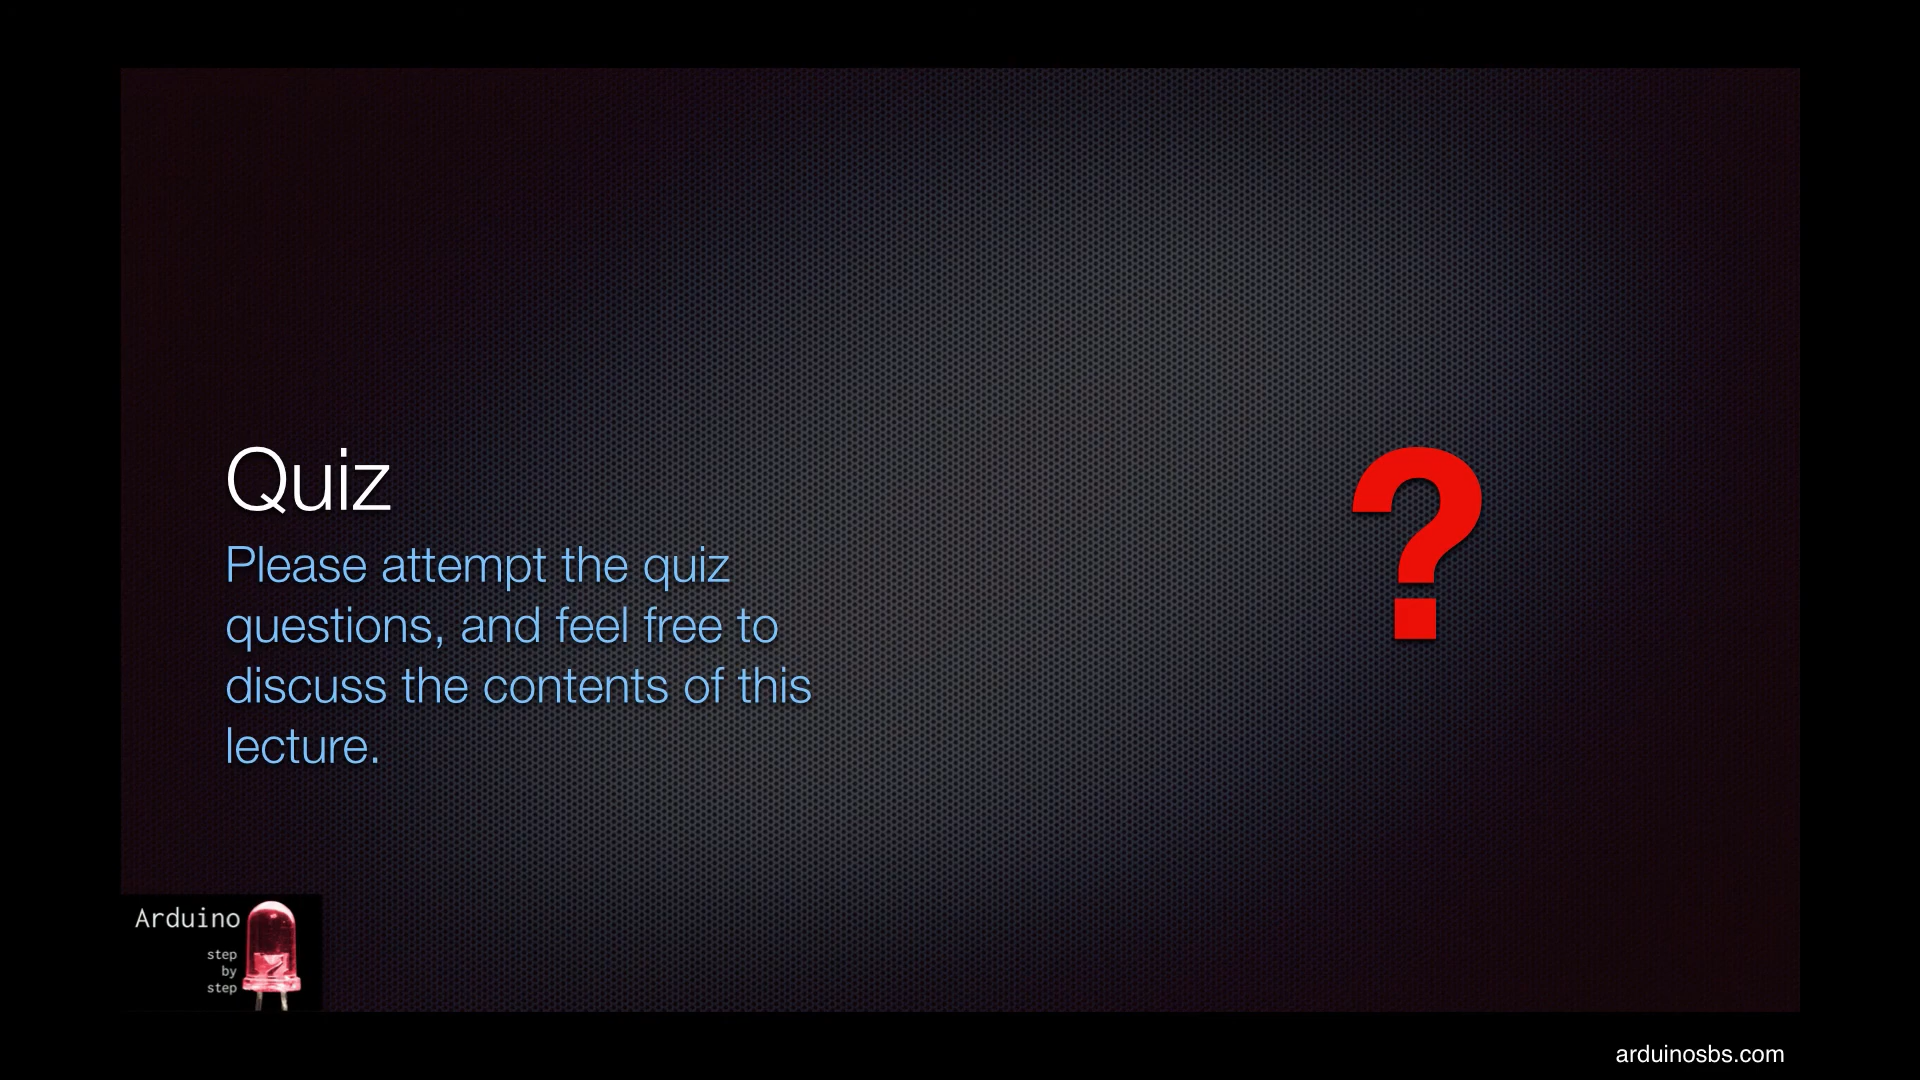 Quiz
Please attempt the quiz
questions, and feel free to
discuss the contents of this
lecture.
?
Arduino
step
by
step
arduinosbs.com